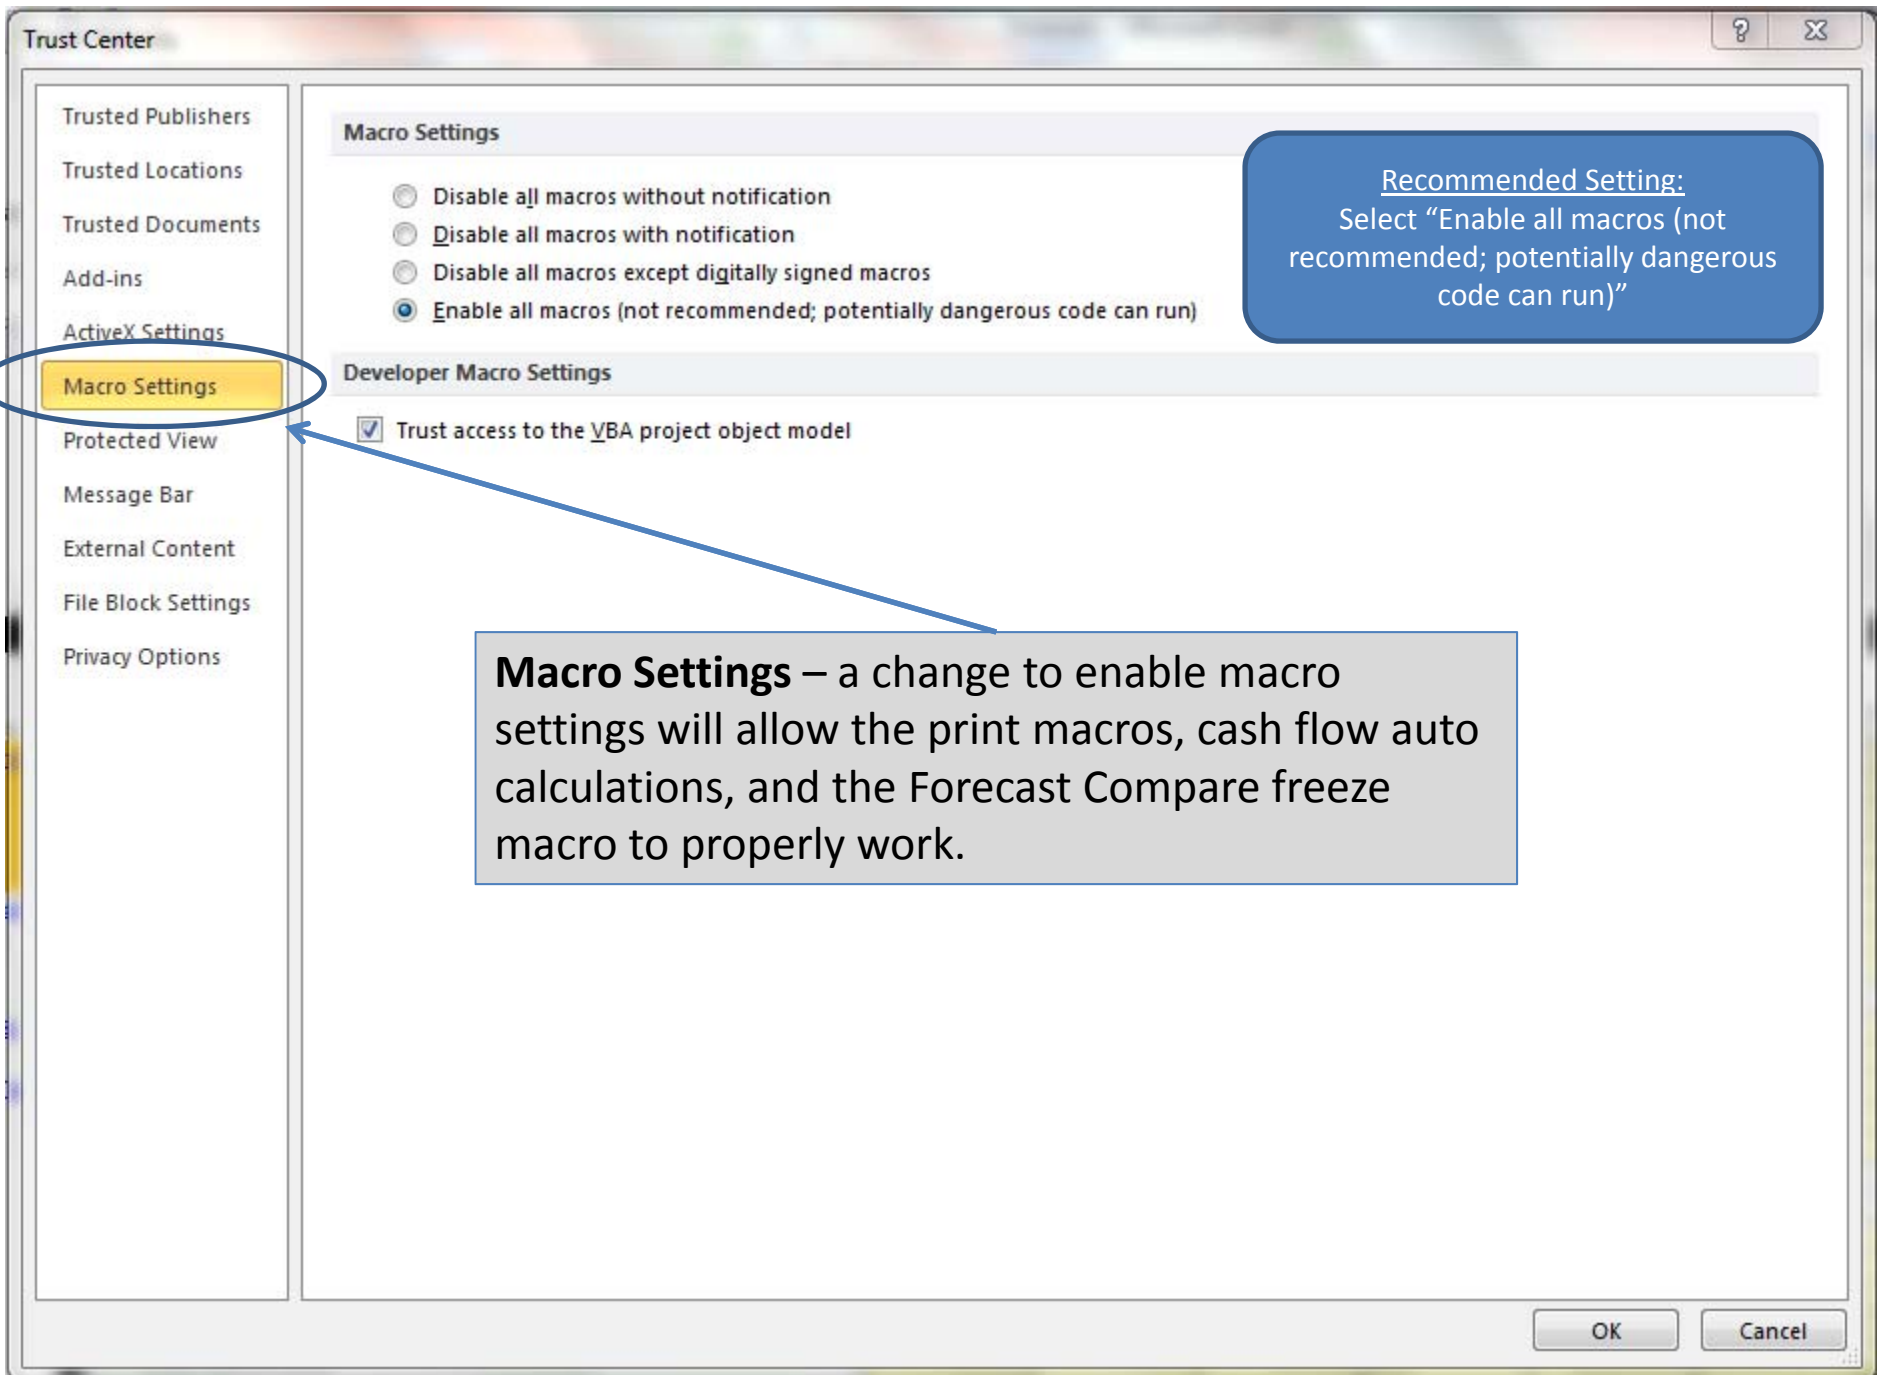 Trust Center
Trusted Publishers
Trusted Locations
Trusted Documents
Add-ins
ActiveX Settings
Macro Settings
Protected View
Message Bar
External Content
File Block Settings
Privacy Options
Macro Settings
Disable all macros without notification
Disable all macros with notification
Disable all macros except digitally signed macros
Enable all macros (not recommended; potentially dangerous code can run)
Recommended Setting:
Select “Enable all macros (not
recommended; potentially dangerous
code can run)”
Developer Macro Settings
Trust access to the VBA project object model
Macro Settings – a change to enable macro
settings will allow the print macros, cash flow auto
calculations, and the Forecast Compare freeze
macro to properly work.
OK
Cancel